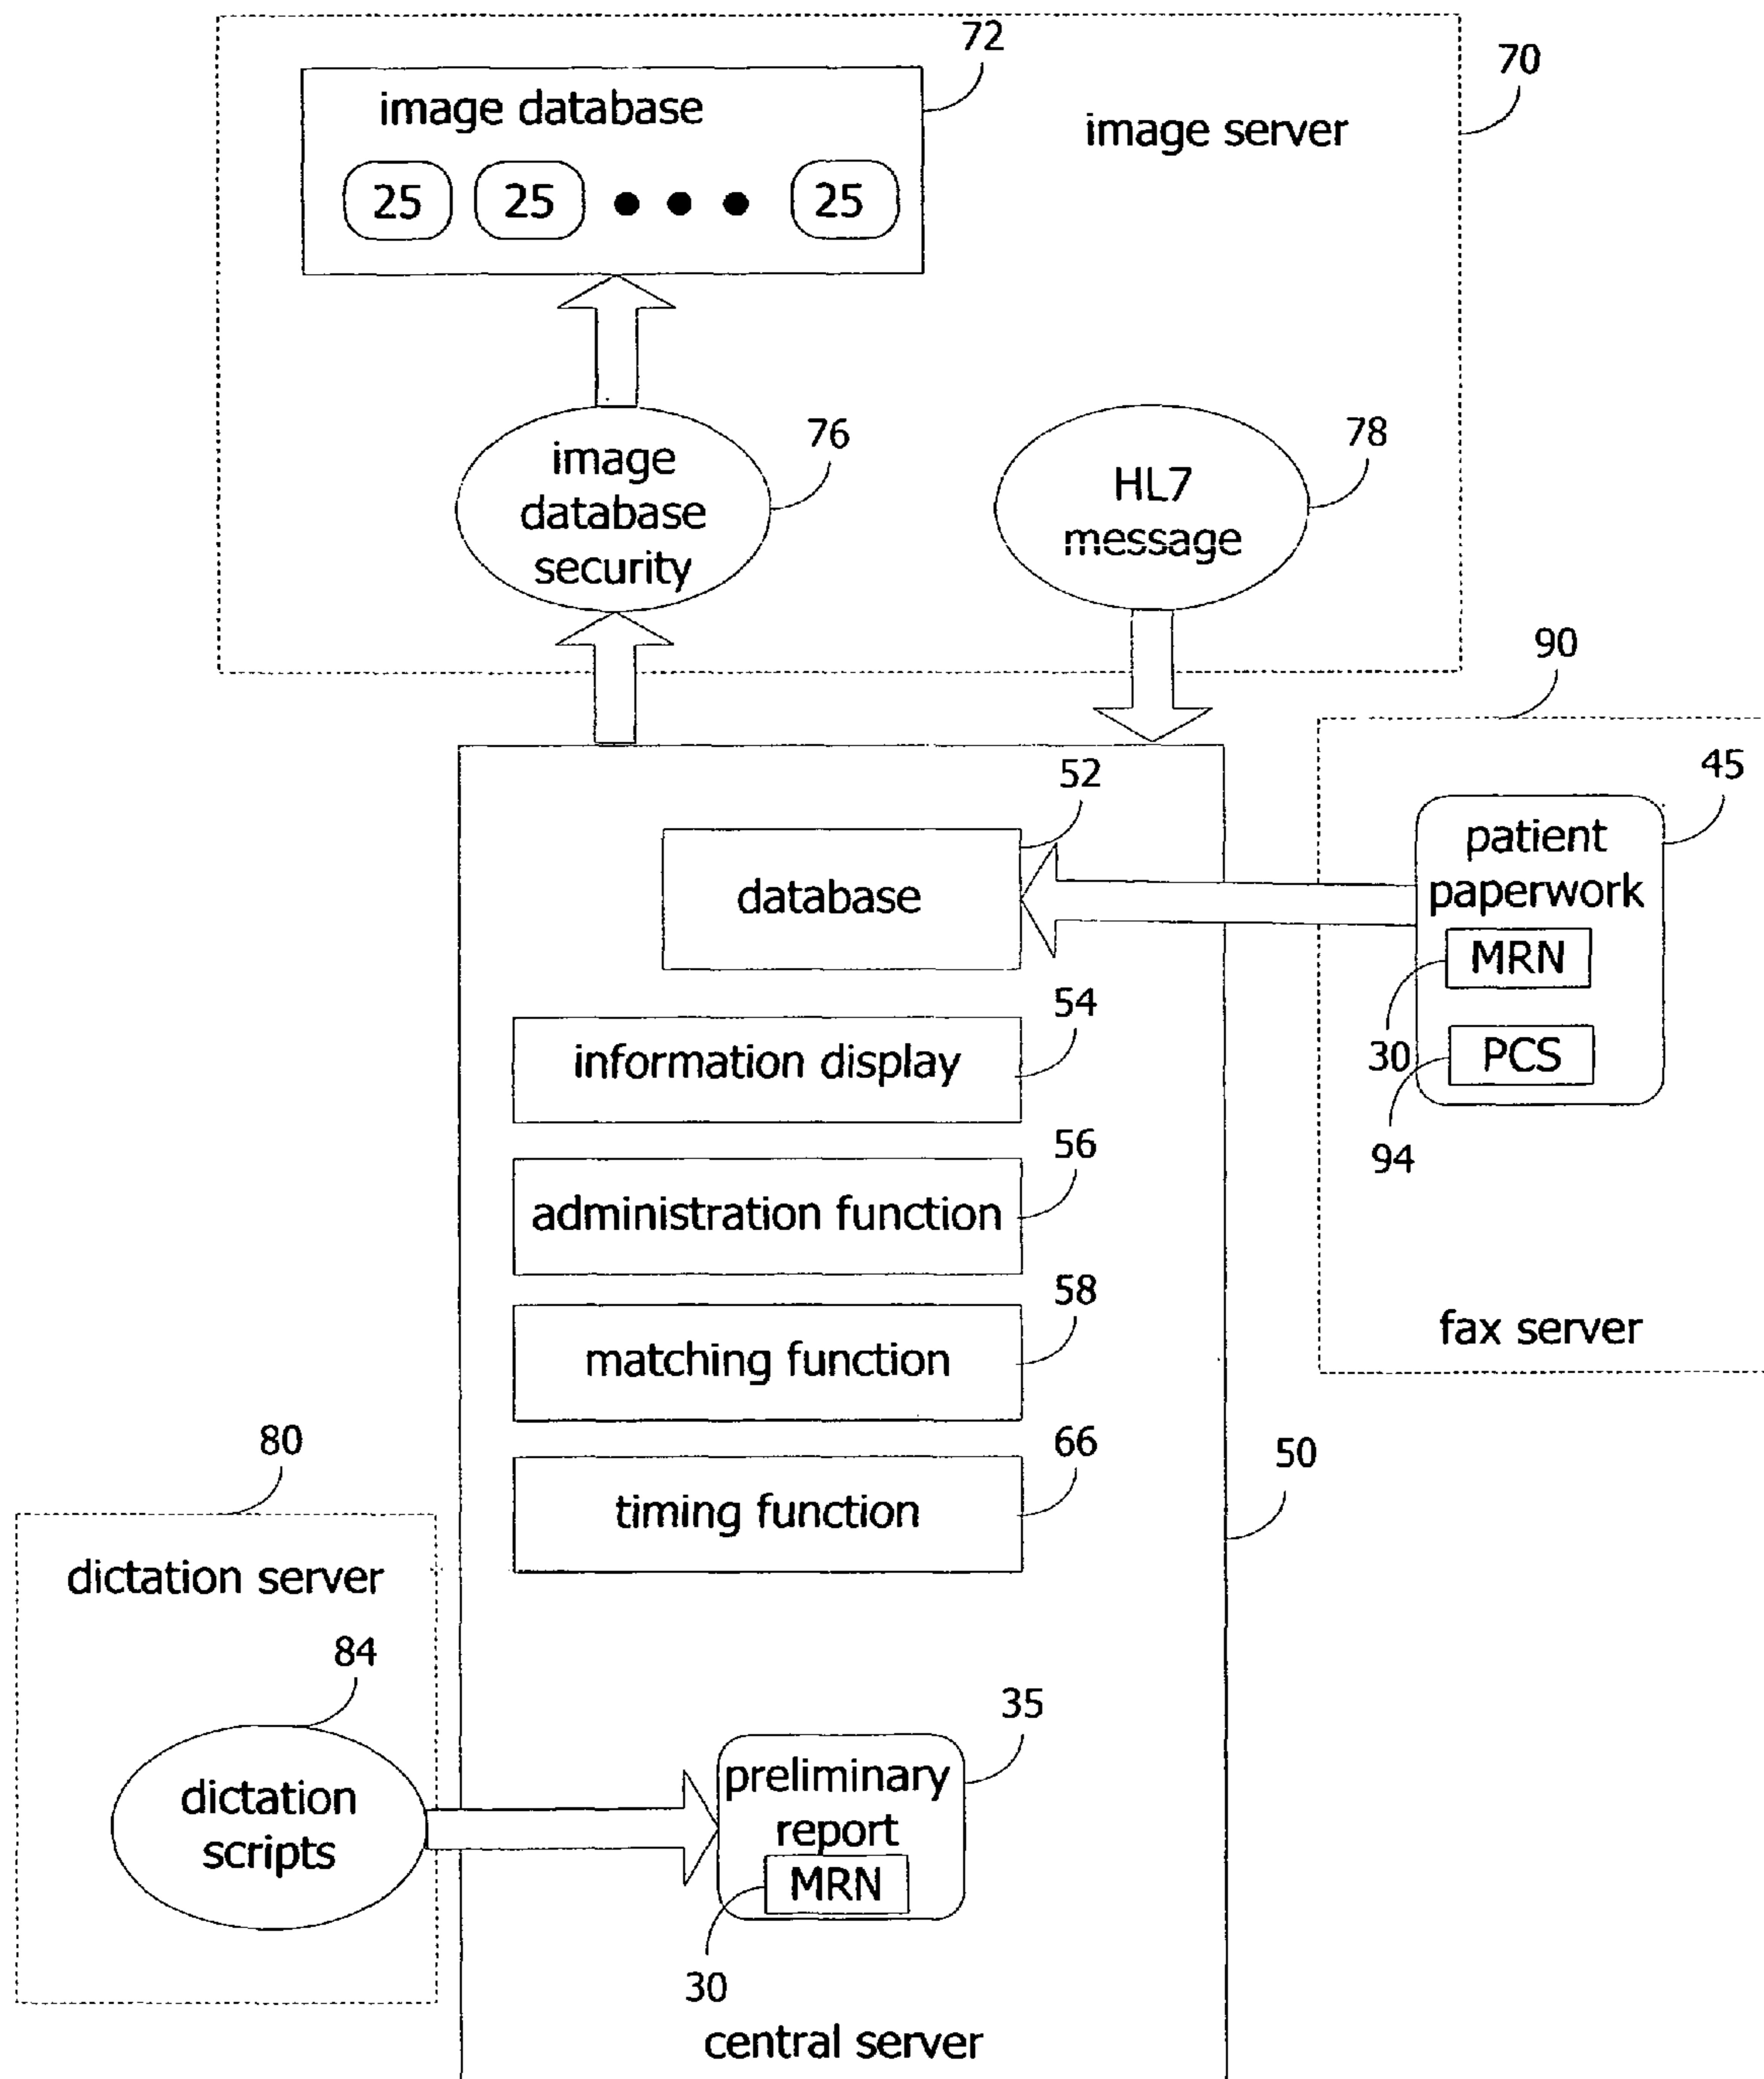 72
70
image database
image server
25 25 25
76
78
image
database
security
HL7
message
90
52
45
patient
paperwork
database
MRN
54
30
PCS
information display
94
56
administration function
58
fax server
matching function
80
66
50
timing function
dictation server
84
35
preliminary
report
dictation
scripts
MRN
30
central server